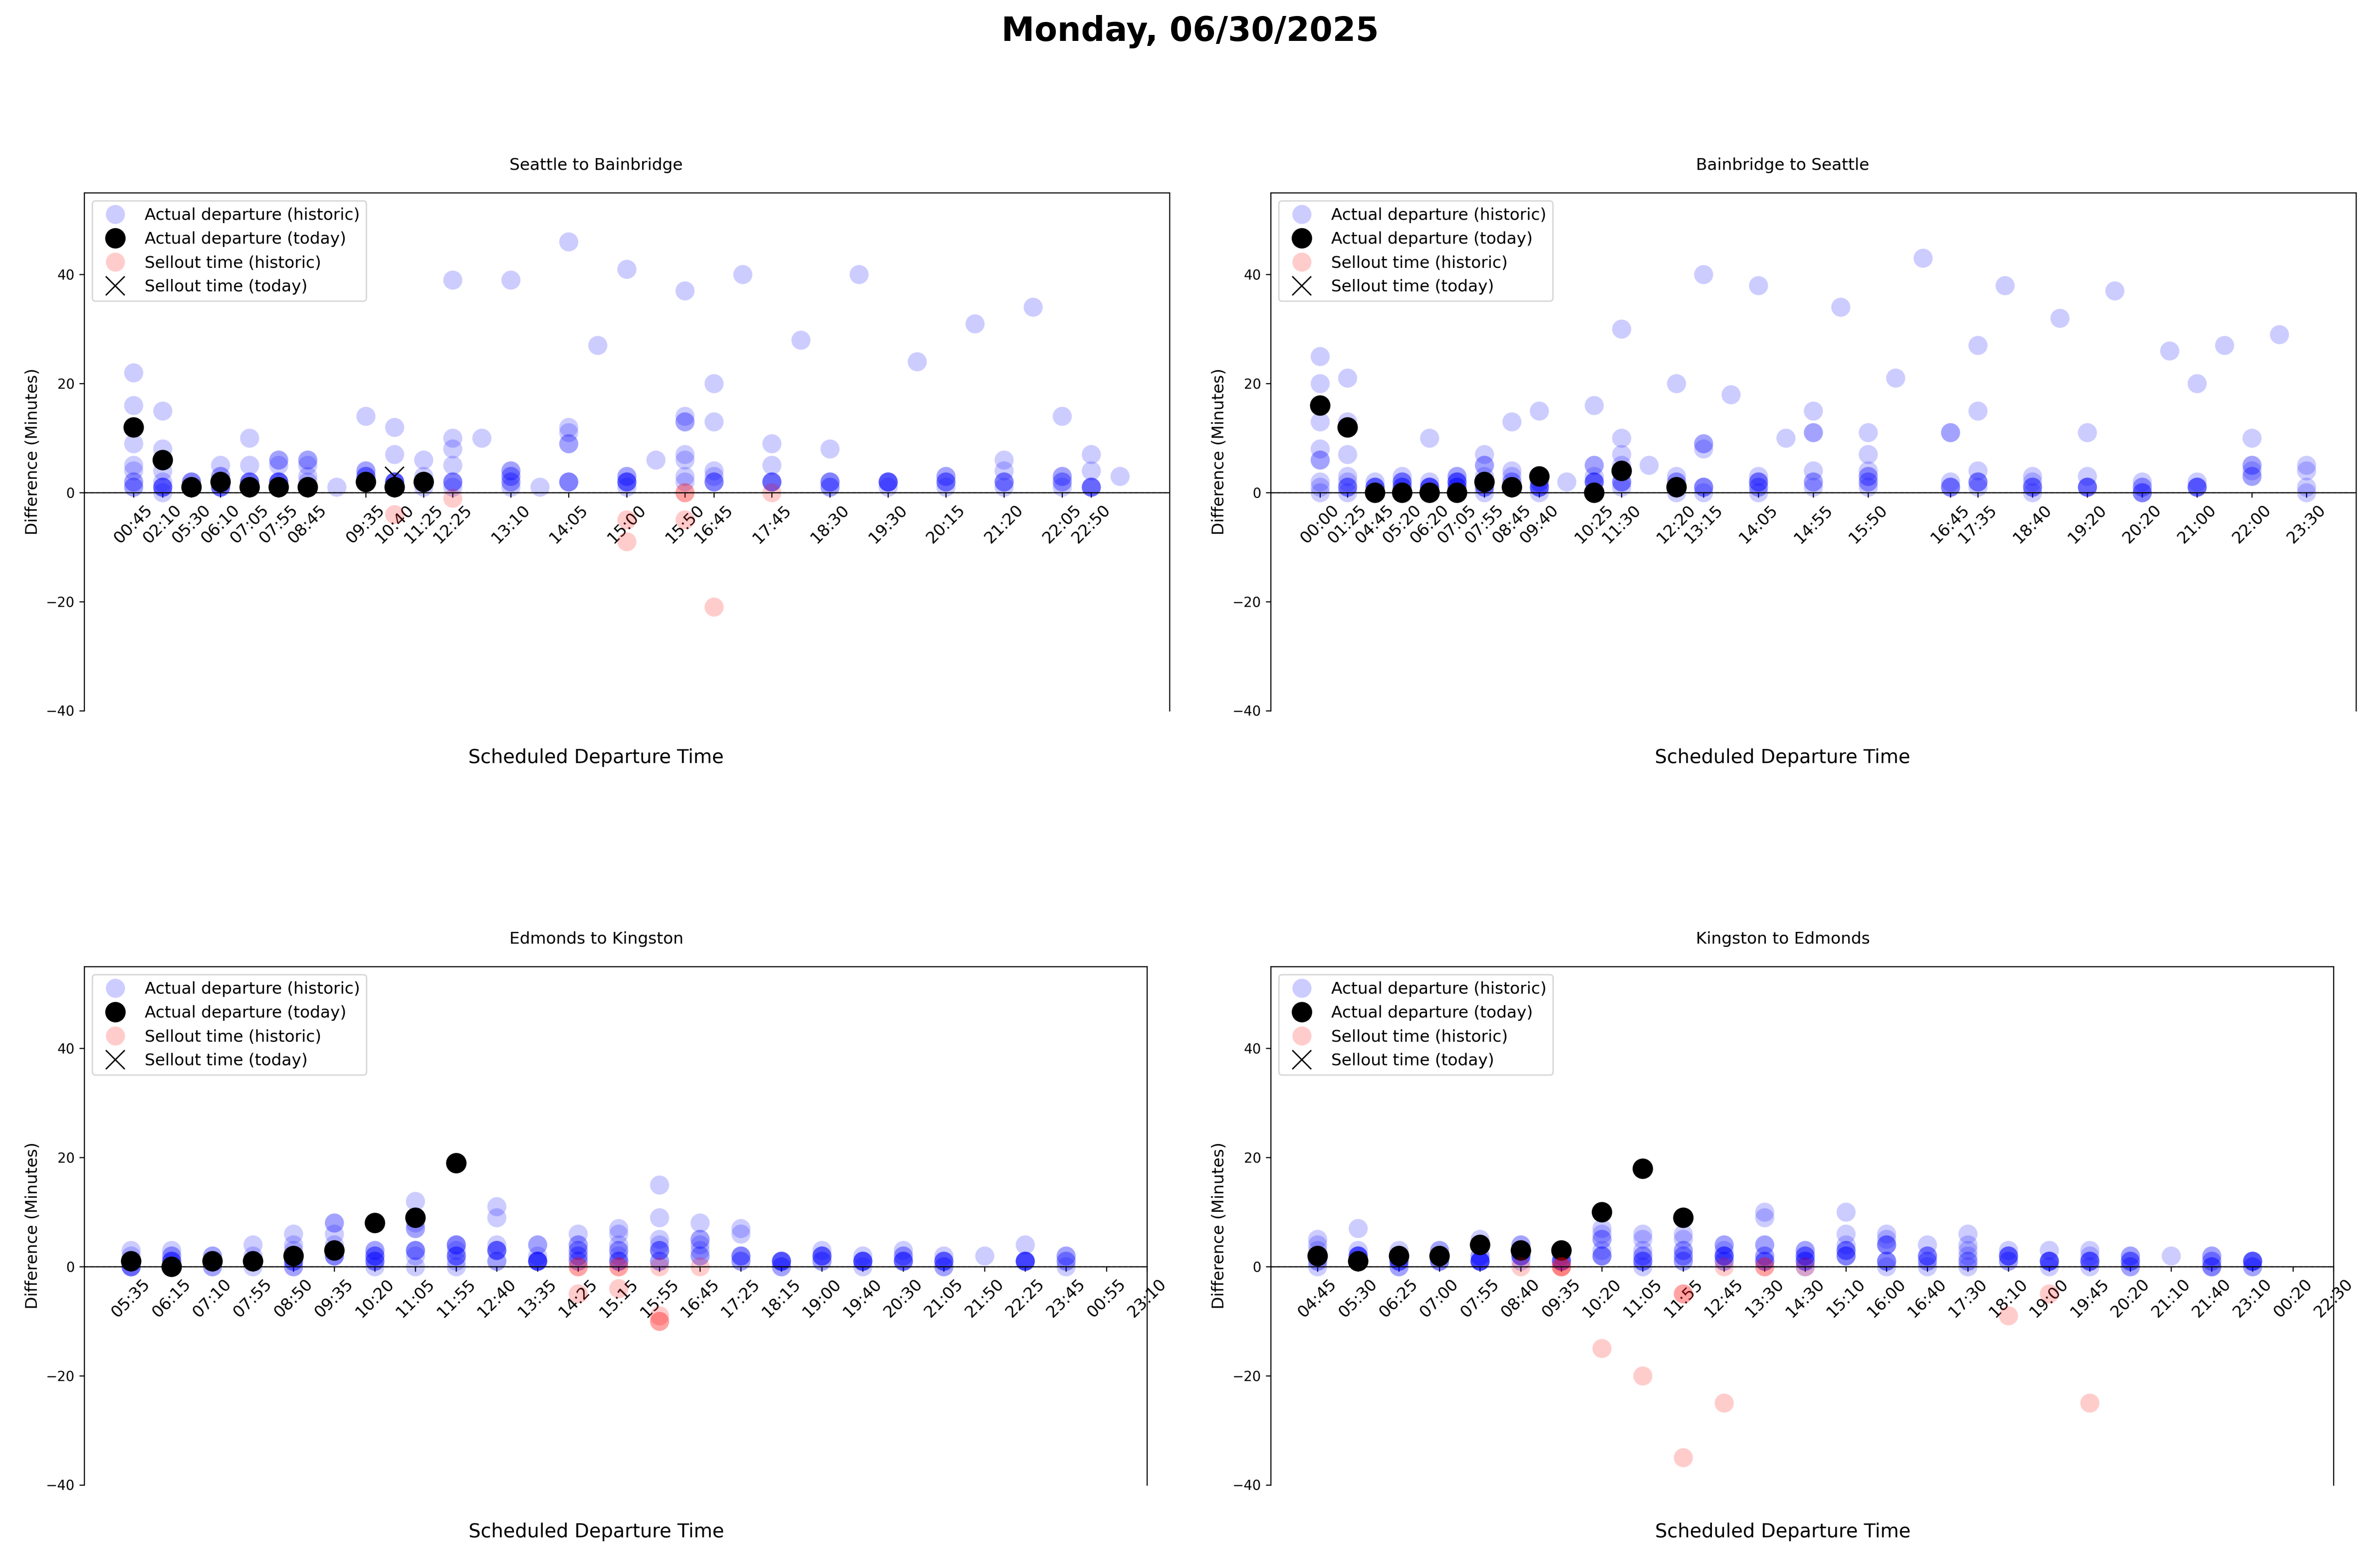 Monday, 06/30/2025
Seattle to Bainbridge
Actual departure (historic)
Actual departure (today)
Sellout time (historic)
Sellout time (today)
Difference (Minutes)
40
20
0
−20
−40
00:45 02:10 05:30 06:10 07:05 07:55 08:45 09:35 10:40 11:25 12:25 13:10 14:05 15:00 15:50 16:45 17:45 18:30 19:30 20:15 21:20 22:05 22:50
Scheduled Departure Time
Bainbridge to Seattle
Actual departure (historic)
Actual departure (today)
Sellout time (historic)
Sellout time (today)
Difference (Minutes)
40
20
0
−20
−40
00:00 01:25 04:45 05:20 06:20 07:05 07:55 08:45 09:40 10:25 11:30 12:20 13:15 14:05 14:55 15:50 16:45 17:35 18:40 19:20 20:20 21:00 22:00 23:30
Scheduled Departure Time
Edmonds to Kingston
Actual departure (historic)
Actual departure (today)
Sellout time (historic)
Sellout time (today)
Difference (Minutes)
40
20
0
−20
−40
05:35 06:15 07:10 07:55 08:50 09:35 10:20 11:05 11:55 12:40 13:35 14:25 15:15 15:55 16:45 17:25 18:15 19:00 19:40 20:30 21:05 21:50 22:25 23:45 00:55 23:10
Scheduled Departure Time
Kingston to Edmonds
Actual departure (historic)
Actual departure (today)
Sellout time (historic)
Sellout time (today)
Difference (Minutes)
40
20
0
−20
−40
04:45 05:30 06:25 07:00 07:55 08:40 09:35 10:20 11:05 11:55 12:45 13:30 14:30 15:10 16:00 16:40 17:30 18:10 19:00 19:45 20:20 21:10 21:40 23:10 00:20 22:30
Scheduled Departure Time